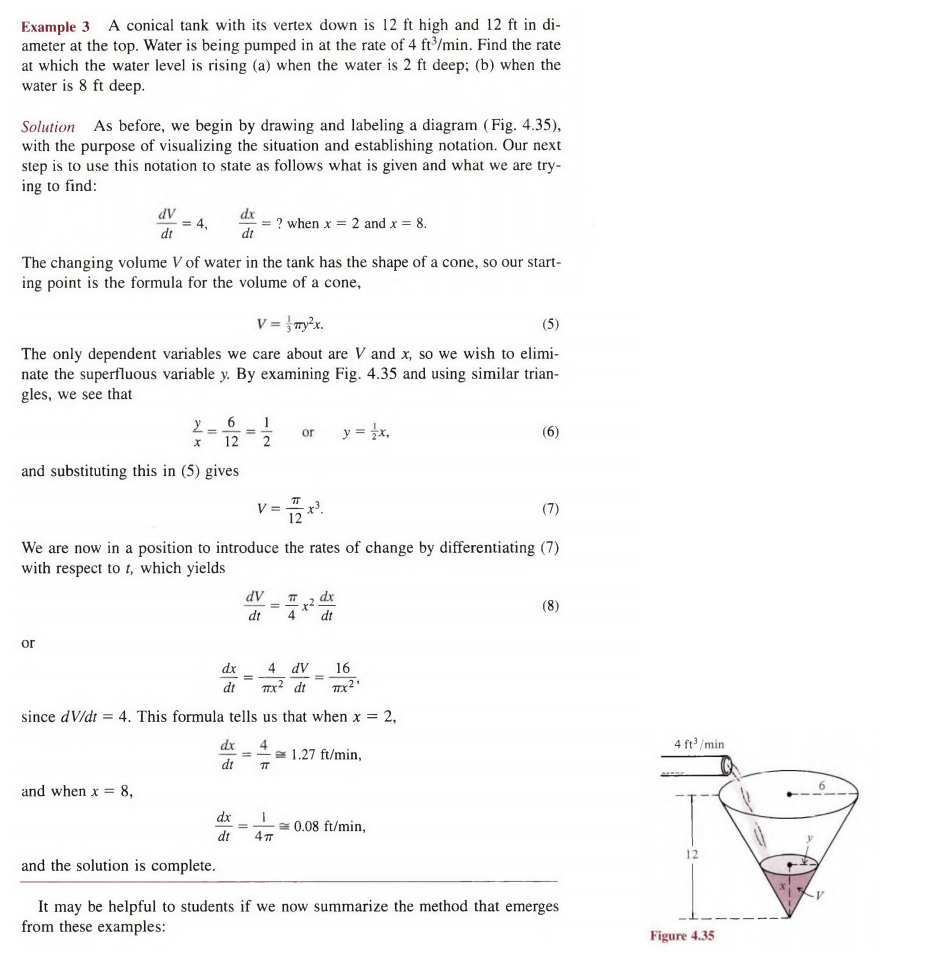 Example 3 A conical tank with its vertex down is 12 ft high and 12 ft in di-
ameter at the top. Water is being pumped in at the rate of 4 ft³/min. Find the rate
at which the water level is rising (a) when the water is 2 ft deep; (b) when the
water is 8 ft deep.
Solution As before, we begin by drawing and labeling a diagram (Fig. 4.35),
with the purpose of visualizing the situation and establishing notation. Our next
step is to use this notation to state as follows what is given and what we are try-
ing to find:
dV/dt = 4, dx/dt = ? when x = 2 and x = 8.
The changing volume V of water in the tank has the shape of a cone, so our start-
ing point is the formula for the volume of a cone,
V = ⅓πy²x. (5)
The only dependent variables we care about are V and x, so we wish to elimi-
nate the superfluous variable y. By examining Fig. 4.35 and using similar trian-
gles, we see that
y/x = 6/12 = 1/2 or y = ½x, (6)
and substituting this in (5) gives
V = π/12 x³. (7)
We are now in a position to introduce the rates of change by differentiating (7)
with respect to t, which yields
dV/dt = π/4 x² dx/dt (8)
or
dx/dt = 4/πx² dV/dt = 16/πx²,
since dV/dt = 4. This formula tells us that when x = 2,
dx/dt = 4/π ≅ 1.27 ft/min,
and when x = 8,
dx/dt = 1/4π ≅ 0.08 ft/min,
and the solution is complete.
It may be helpful to students if we now summarize the method that emerges
from these examples:
4 ft³/min
6
12
y
x
V
Figure 4.35